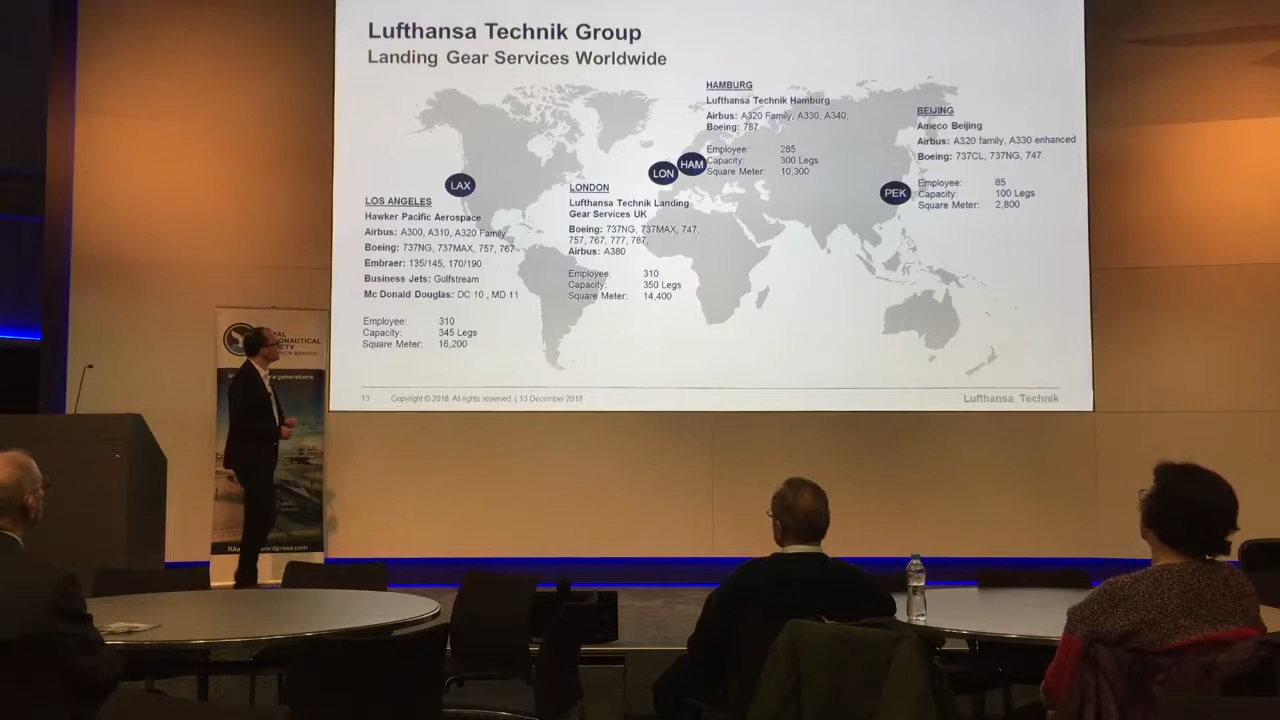 Lufthansa Technik Group
Landing Gear Services Worldwide
HAMBURG
Lufthansa Technik Hamburg
Airbus: A320 Family, A330, A340,
Boeing: 787
Employee: 285
Capacity: 300 Legs
Square Meter: 10,300
BEIJING
Ameco Beijing
Airbus: A320 family, A330 enhanced
Boeing: 737CL, 737NG, 747
Employee: 85
Capacity: 100 Legs
Square Meter: 2,800
LAX
LON
HAM
PEK
LOS ANGELES
Hawker Pacific Aerospace
Airbus: A300, A310, A320 Family
Boeing: 737NG, 737MAX, 757, 767
Embraer: 135/145, 170/190
Business Jets: Gulfstream
Mc Donald Douglas: DC 10 , MD 11
Employee: 310
Capacity: 345 Legs
Square Meter: 16,200
LONDON
Lufthansa Technik Landing
Gear Services UK
Boeing: 737NG, 737MAX, 747,
757, 767, 777, 787,
Airbus: A380
Employee: 310
Capacity: 350 Legs
Square Meter: 14,400
13 Copyright © 2018. All rights reserved. | 13 December 2018
Lufthansa Technik
BRANCH
generations